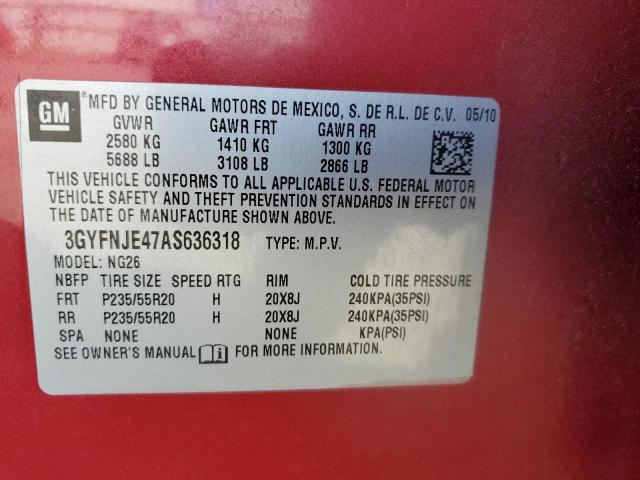 GM ® MFD BY GENERAL MOTORS DE MEXICO, S. DE R.L. DE C.V. 05/10
GVWR GAWR FRT GAWR RR
2580 KG 1410 KG 1300 KG
5688 LB 3108 LB 2866 LB
THIS VEHICLE CONFORMS TO ALL APPLICABLE U.S. FEDERAL MOTOR
VEHICLE SAFETY AND THEFT PREVENTION STANDARDS IN EFFECT ON
THE DATE OF MANUFACTURE SHOWN ABOVE.
3GYFNJE47AS636318 TYPE: M.P.V.
MODEL: NG26
NBFP TIRE SIZE SPEED RTG RIM COLD TIRE PRESSURE
FRT P235/55R20 H 20X8J 240KPA(35PSI)
RR P235/55R20 H 20X8J 240KPA(35PSI)
SPA NONE NONE KPA(PSI)
SEE OWNER'S MANUAL FOR MORE INFORMATION.